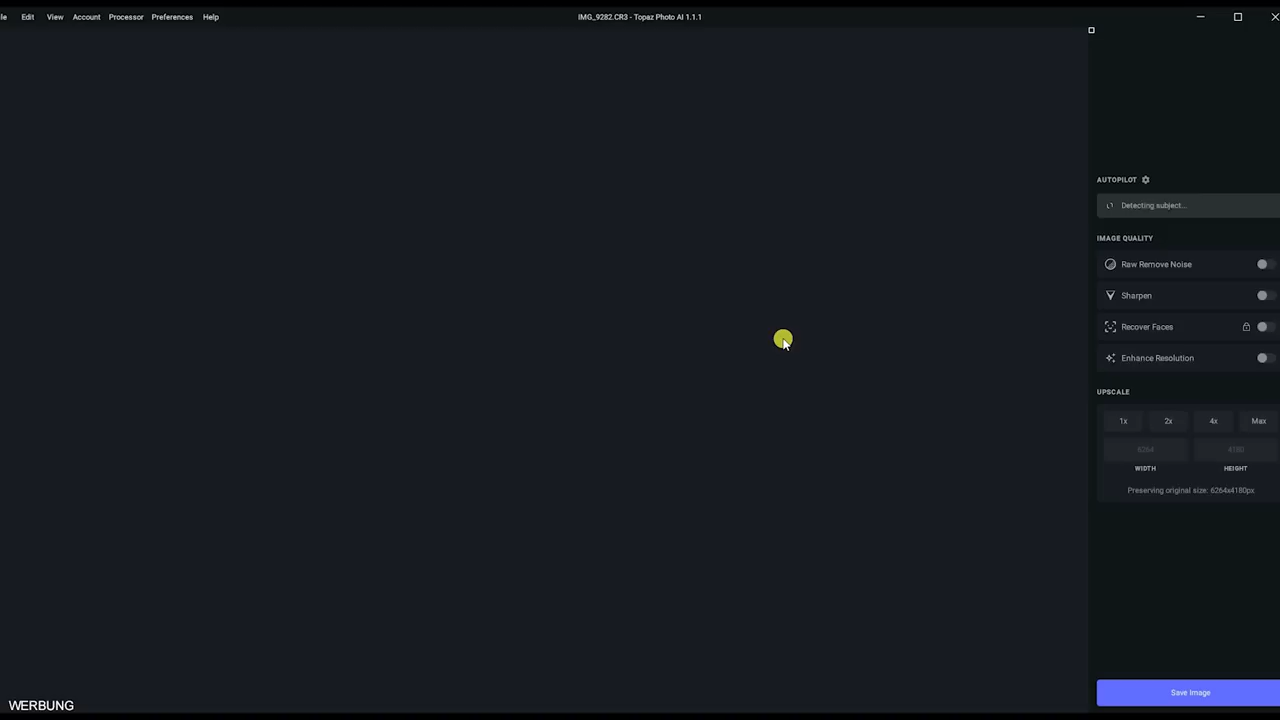 le Edit View Account Processor Preferences Help
IMG_9282.CR3 - Topaz Photo AI 1.1.1
AUTOPILOT
Detecting subject...
IMAGE QUALITY
Raw Remove Noise
Sharpen
Recover Faces
Enhance Resolution
UPSCALE
1x 2x 4x Max
6264 4180
WIDTH HEIGHT
Preserving original size: 6264x4180px
Save Image
WERBUNG